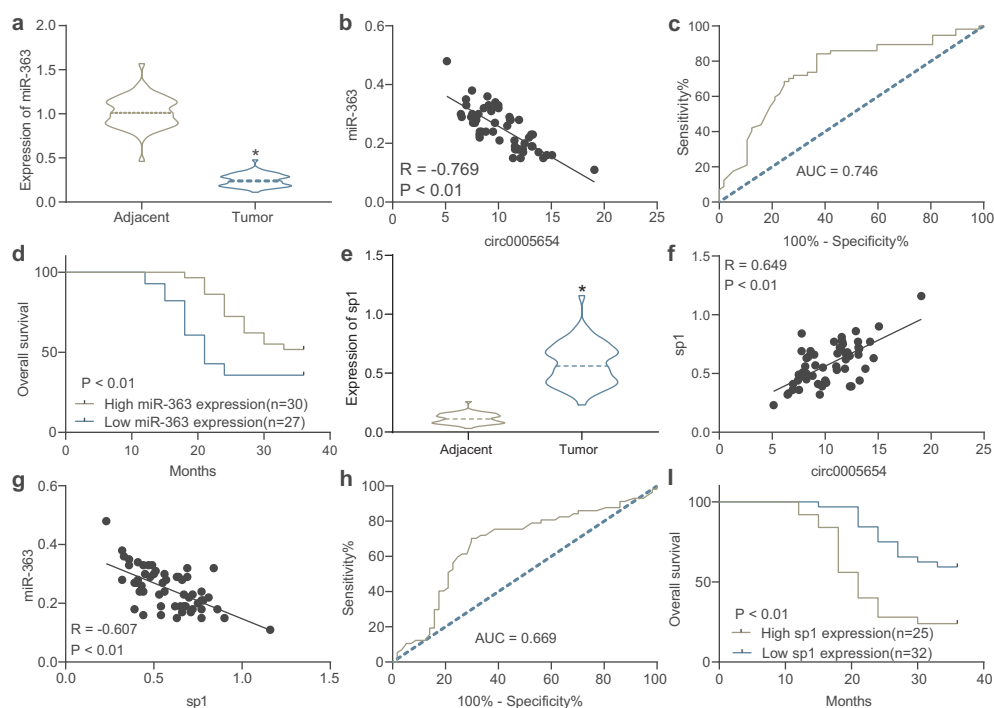 a
Expression of miR-363
2.0
1.5
1.0
0.5
0.0
*
Adjacent
Tumor
b
miR-363
0.6
0.4
0.2
0.0
R = -0.769
P < 0.01
0
5
10
15
20
25
circ0005654
c
Sensitivity%
100
80
60
40
20
0
AUC = 0.746
0
20
40
60
80
100
100% - Specificity%
d
Overall survival
100
50
0
P < 0.01
High miR-363 expression(n=30)
Low miR-363 expression(n=27)
0
10
20
30
40
Months
e
Expression of sp1
1.5
1.0
0.5
0.0
*
Adjacent
Tumor
f
sp1
1.5
1.0
0.5
0.0
R = 0.649
P < 0.01
0
5
10
15
20
25
circ0005654
g
miR-363
0.6
0.4
0.2
0.0
R = -0.607
P < 0.01
0.0
0.5
1.0
1.5
sp1
h
Sensitivity%
100
80
60
40
20
0
AUC = 0.669
0
20
40
60
80
100
100% - Specificity%
I
Overall survival
100
50
0
P < 0.01
High sp1 expression(n=25)
Low sp1 expression(n=32)
0
10
20
30
40
Months